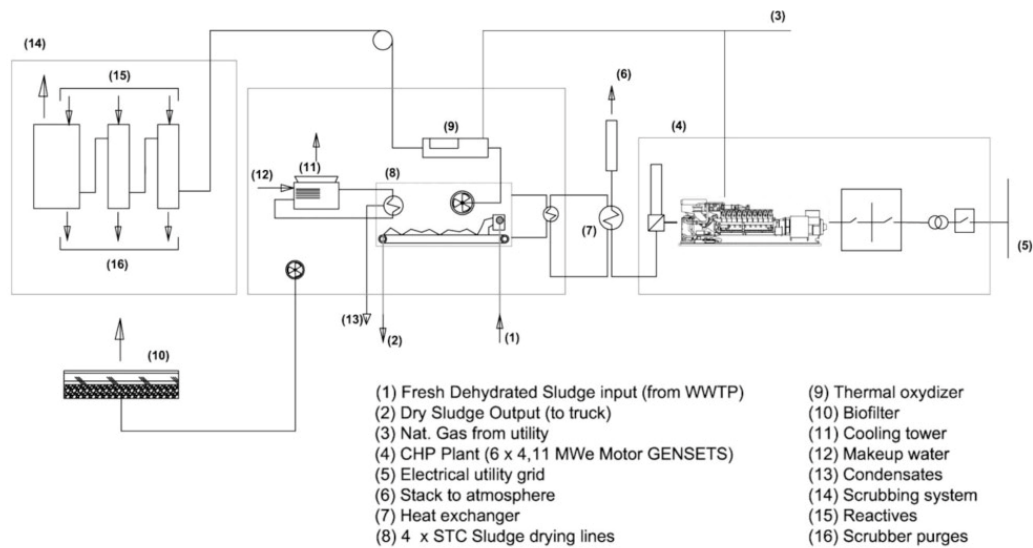 (3)
(14)
(15)
(6)
(4)
(9)
(11)
(12)
(8)
(7)
(16)
(5)
(13)
(2)
(1)
(10)
(1) Fresh Dehydrated Sludge input (from WWTP)
(2) Dry Sludge Output (to truck)
(3) Nat. Gas from utility
(4) CHP Plant (6 x 4,11 MWe Motor GENSETS)
(5) Electrical utility grid
(6) Stack to atmosphere
(7) Heat exchanger
(8) 4 x STC Sludge drying lines
(9) Thermal oxydizer
(10) Biofilter
(11) Cooling tower
(12) Makeup water
(13) Condensates
(14) Scrubbing system
(15) Reactives
(16) Scrubber purges